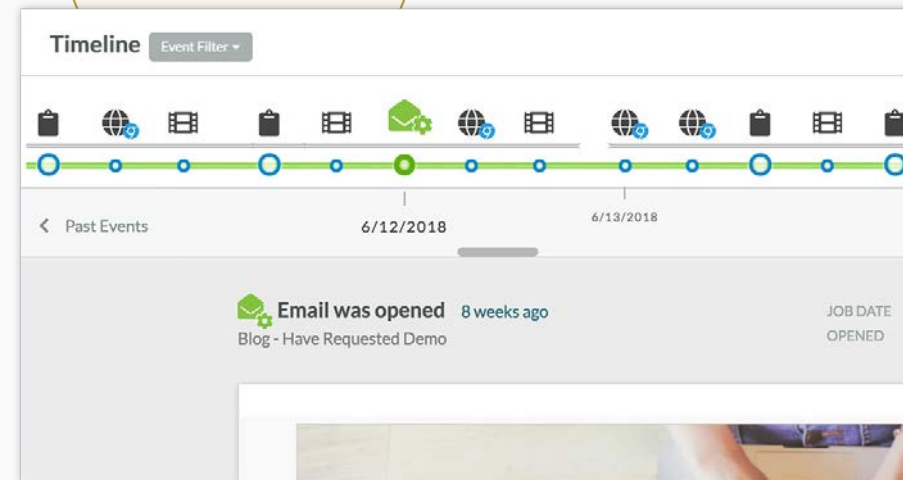 Timeline
Event Filter
Past Events
6/12/2018
6/13/2018
Email was opened 8 weeks ago
JOB DATE
Blog - Have Requested Demo
OPENED